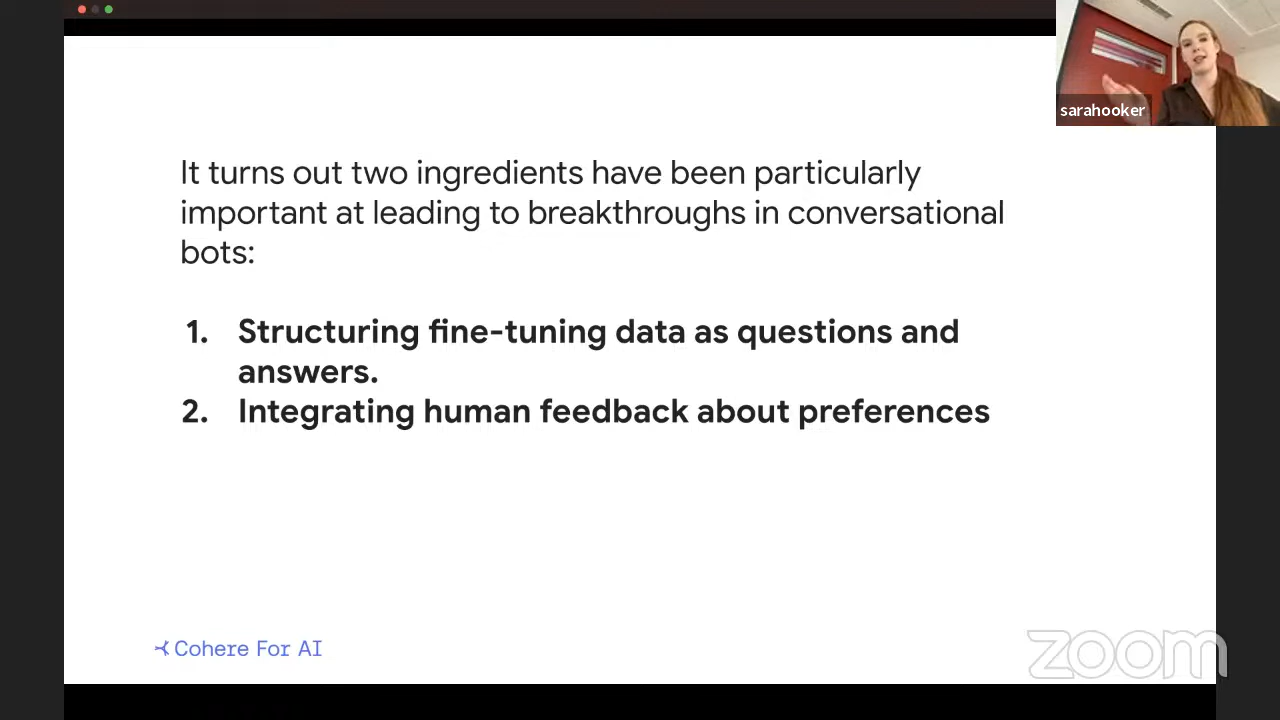 sarahooker
It turns out two ingredients have been particularly
important at leading to breakthroughs in conversational
bots:
1. Structuring fine-tuning data as questions and
answers.
2. Integrating human feedback about preferences
Cohere For AI
zoom